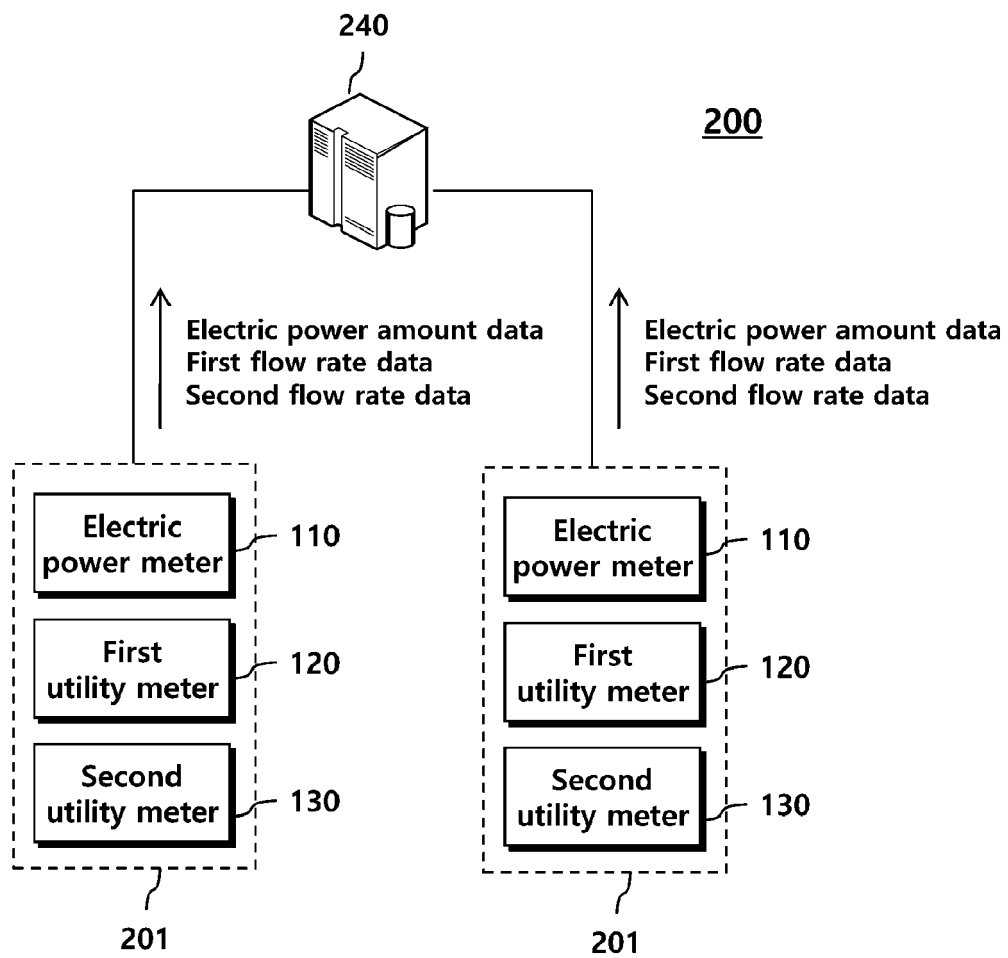 240
200
Electric power amount data
First flow rate data
Second flow rate data
Electric power amount data
First flow rate data
Second flow rate data
Electric
power meter
110
First
utility meter
120
Second
utility meter
130
201
Electric
power meter
110
First
utility meter
120
Second
utility meter
130
201